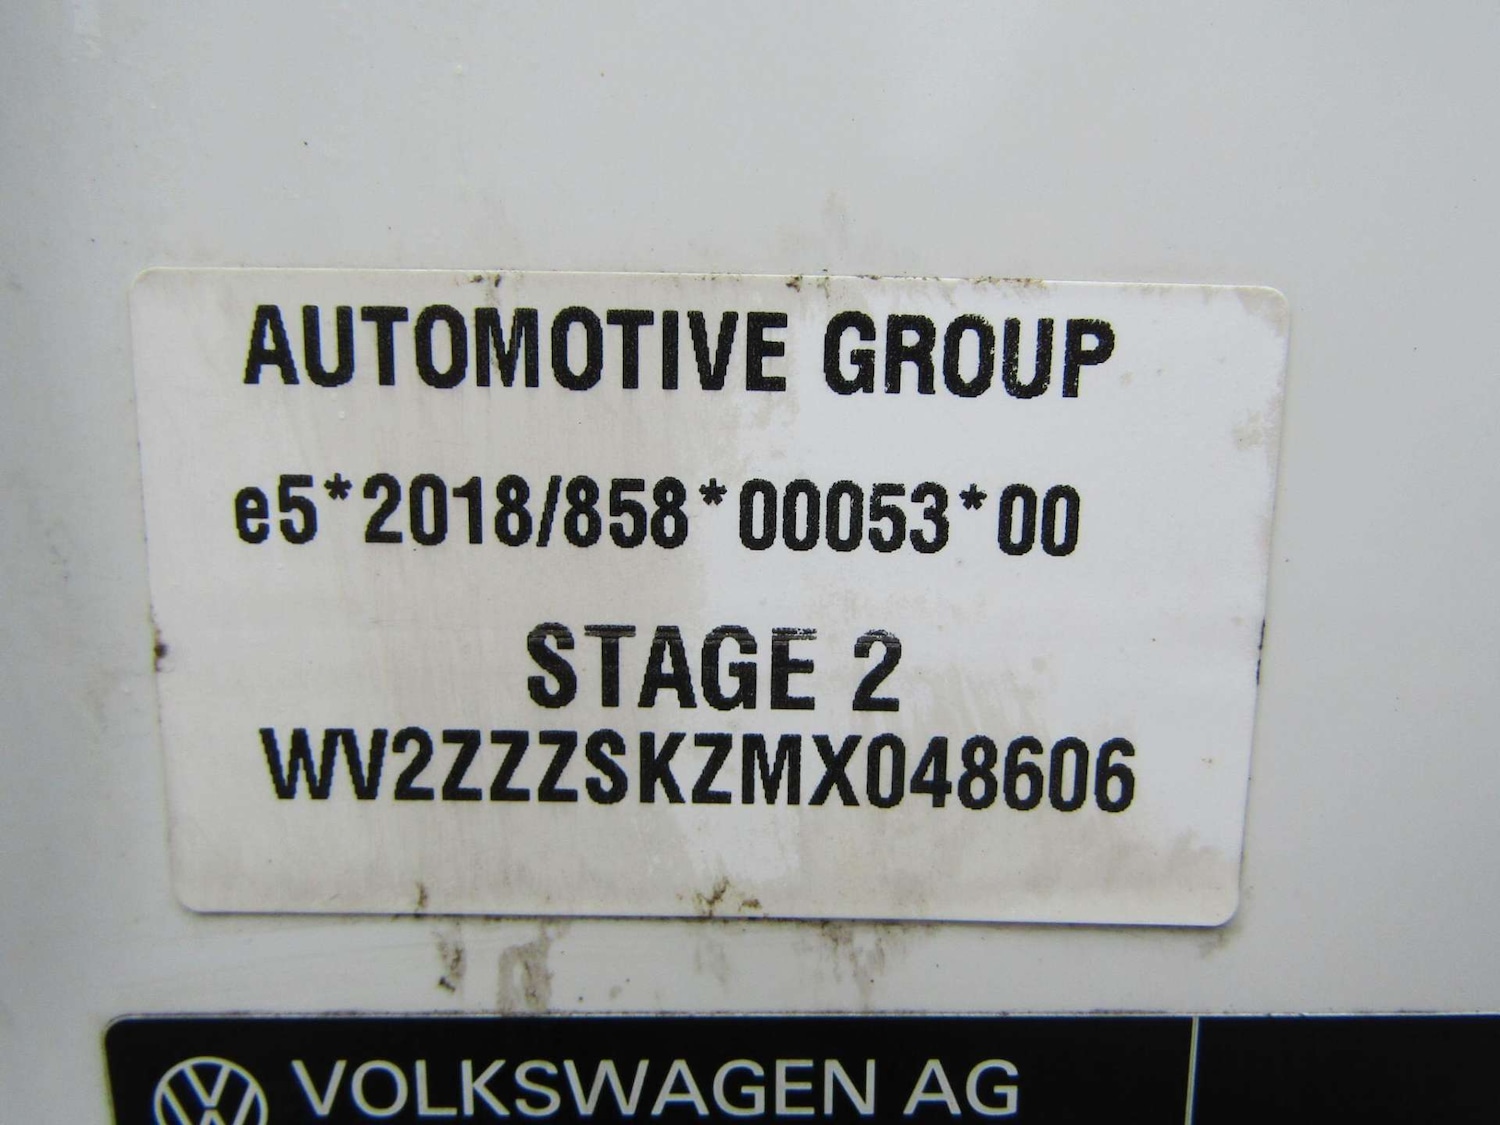 AUTOMOTIVE GROUP
e5*2018/858*00053*00
STAGE 2
WV2ZZZSKZMX048606
VOLKSWAGEN AG